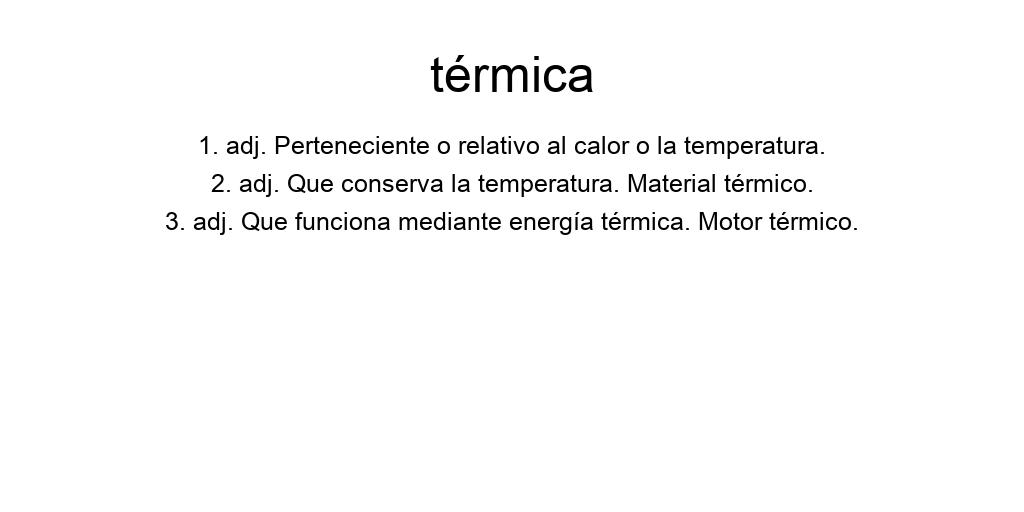 térmica
1. adj. Perteneciente o relativo al calor o la temperatura.
2. adj. Que conserva la temperatura. Material térmico.
3. adj. Que funciona mediante energía térmica. Motor térmico.